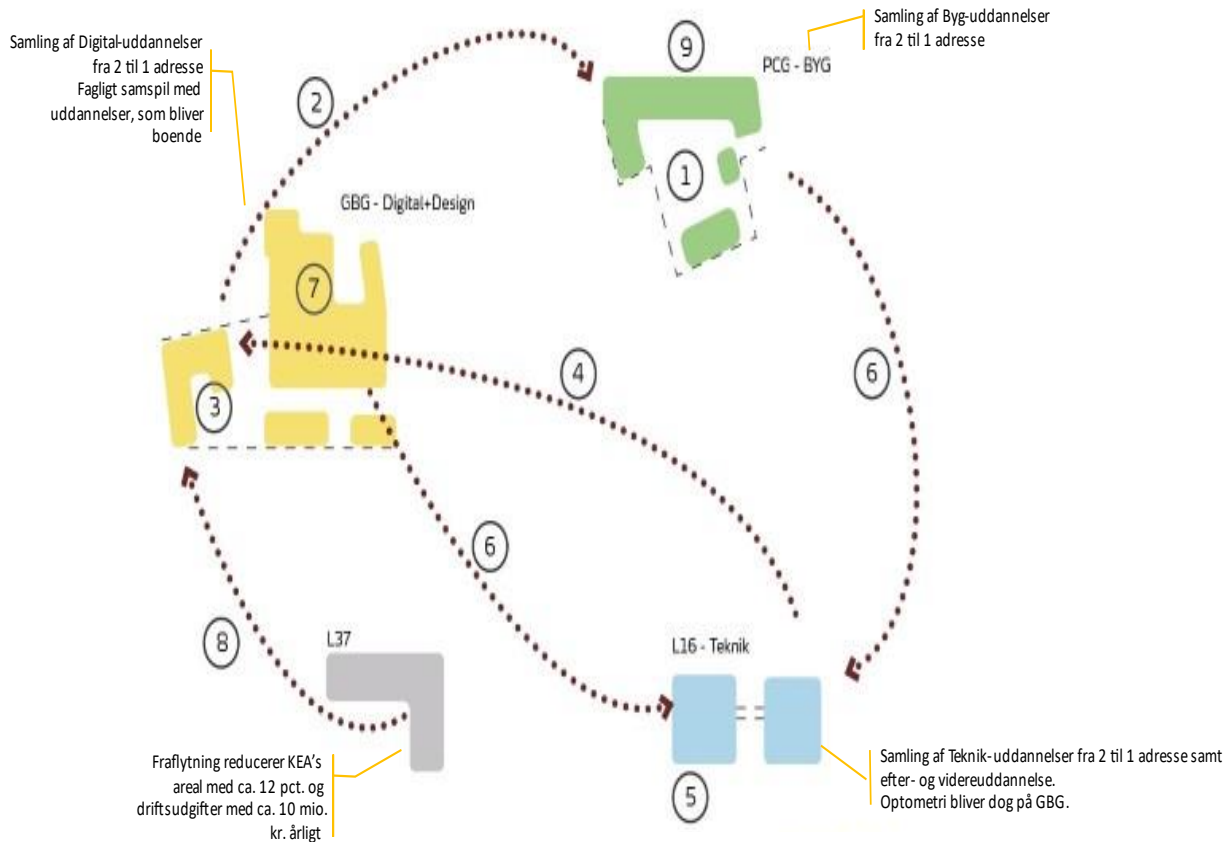 Samling af Digital-uddannelser
fra 2 til 1 adresse
Fagligt samspil med
uddannelser, som bliver
boende
Samling af Byg-uddannelser
fra 2 til 1 adresse
9
PCG - BYG
2
1
GBG - Digital+Design
7
4
6
3
6
8
L37
L16 - Teknik
5
Fraflytning reducerer KEA's
areal med ca. 12 pct. og
driftsudgifter med ca. 10 mio.
kr. årligt
Samling af Teknik-uddannelser fra 2 til 1 adresse samt
efter- og videreuddannelse.
Optometri bliver dog på GBG.